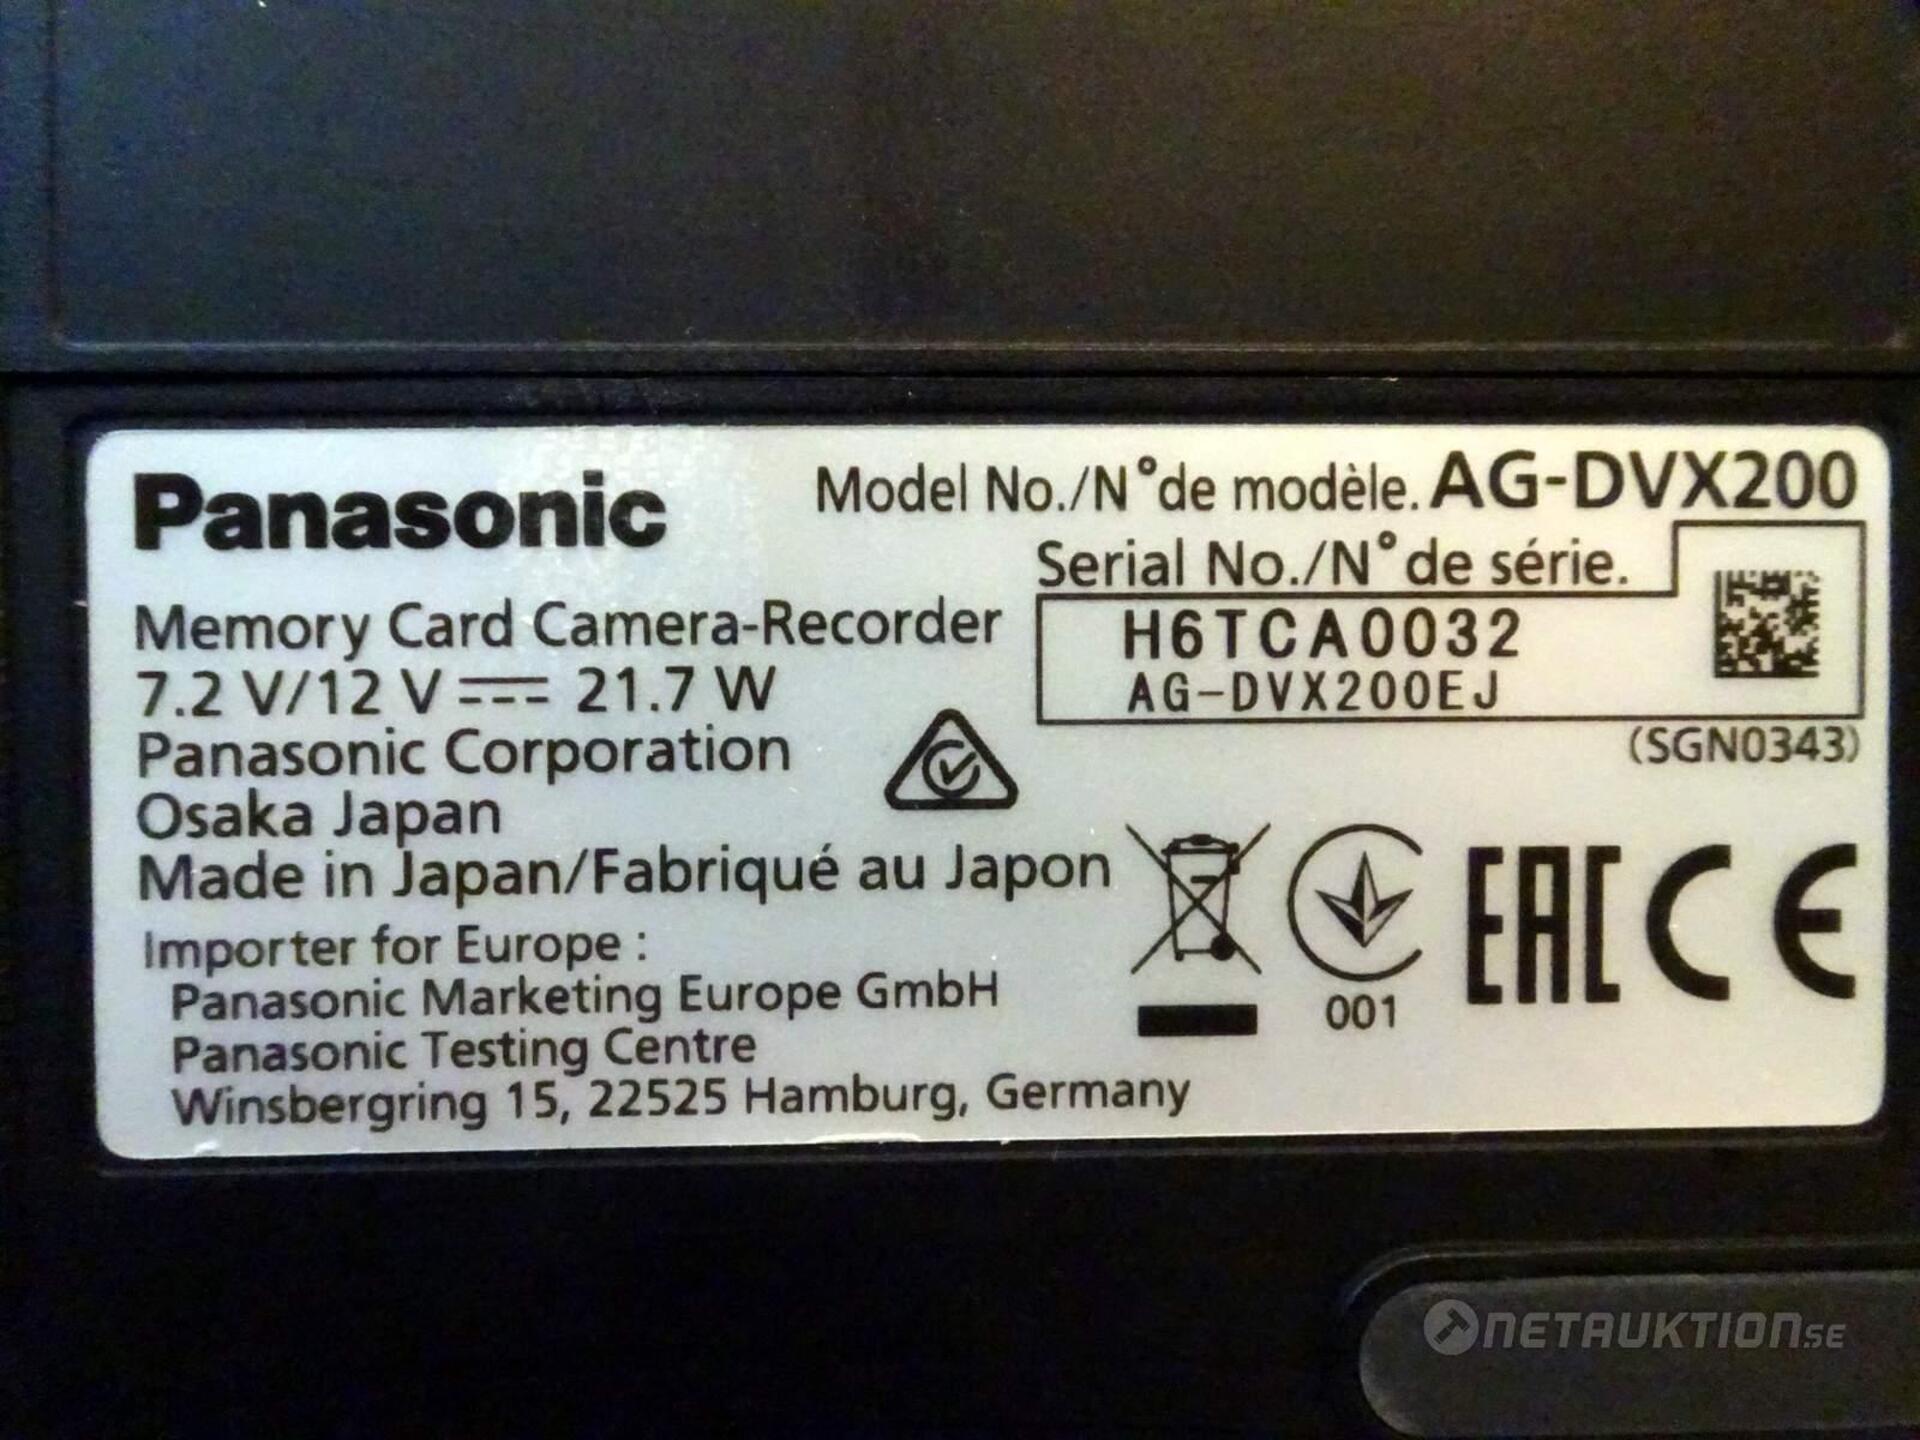 Panasonic
Model No./N°de modèle. AG-DVX200
Serial No./N°de série.
H6TCA0032
AG-DVX200EJ
(SGN0343)
Memory Card Camera-Recorder
7.2 V/12 V ⎓ 21.7 W
Panasonic Corporation
Osaka Japan
Made in Japan/Fabriqué au Japon
Importer for Europe :
Panasonic Marketing Europe GmbH
Panasonic Testing Centre
Winsbergring 15, 22525 Hamburg, Germany
001
EAC CE
NETAUKTION.SE